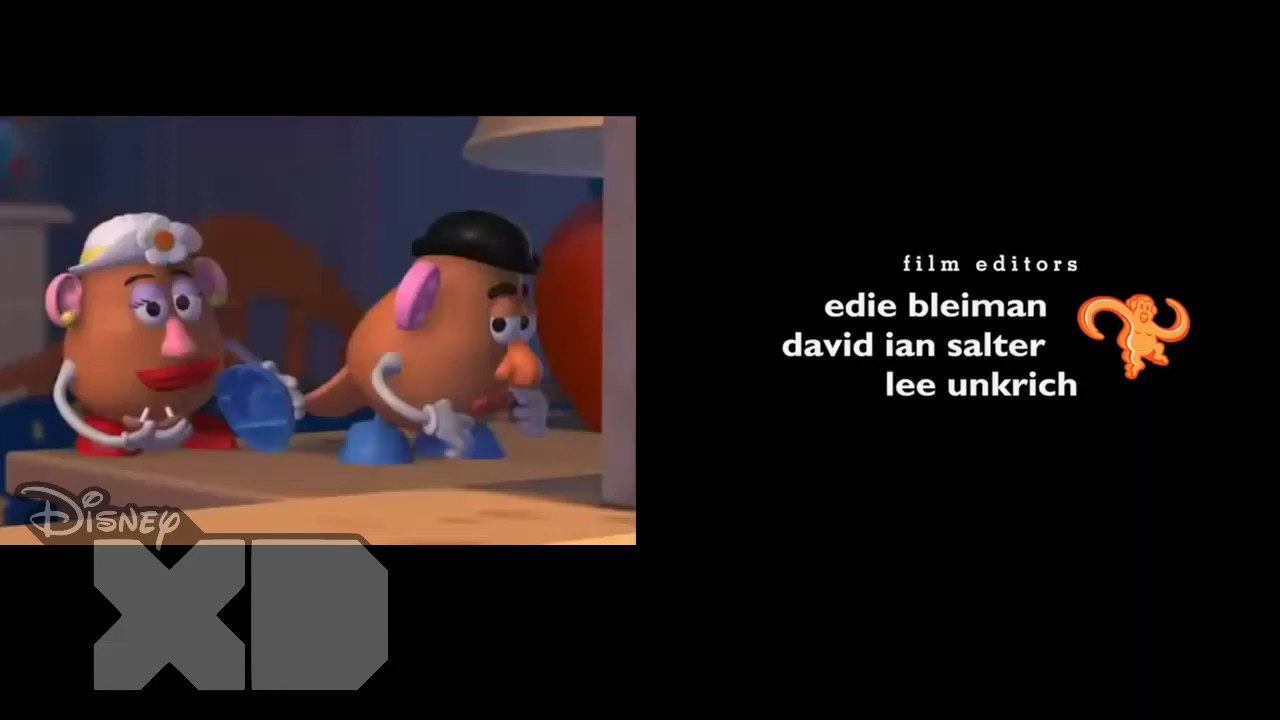 film editors
edie bleiman
david ian salter
lee unkrich
Disney
XD